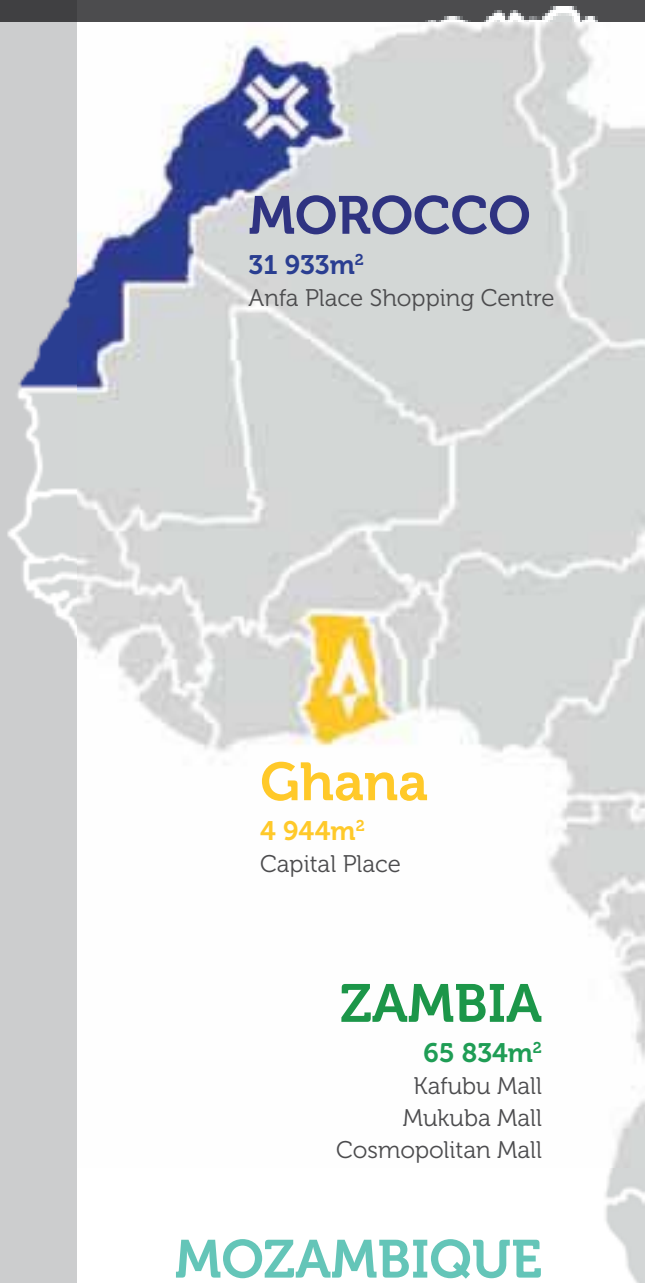 MOROCCO
31 933m²
Anfa Place Shopping Centre
Ghana
4 944m²
Capital Place
ZAMBIA
65 834m²
Kafubu Mall
Mukuba Mall
Cosmopolitan Mall
MOZAMBIQUE